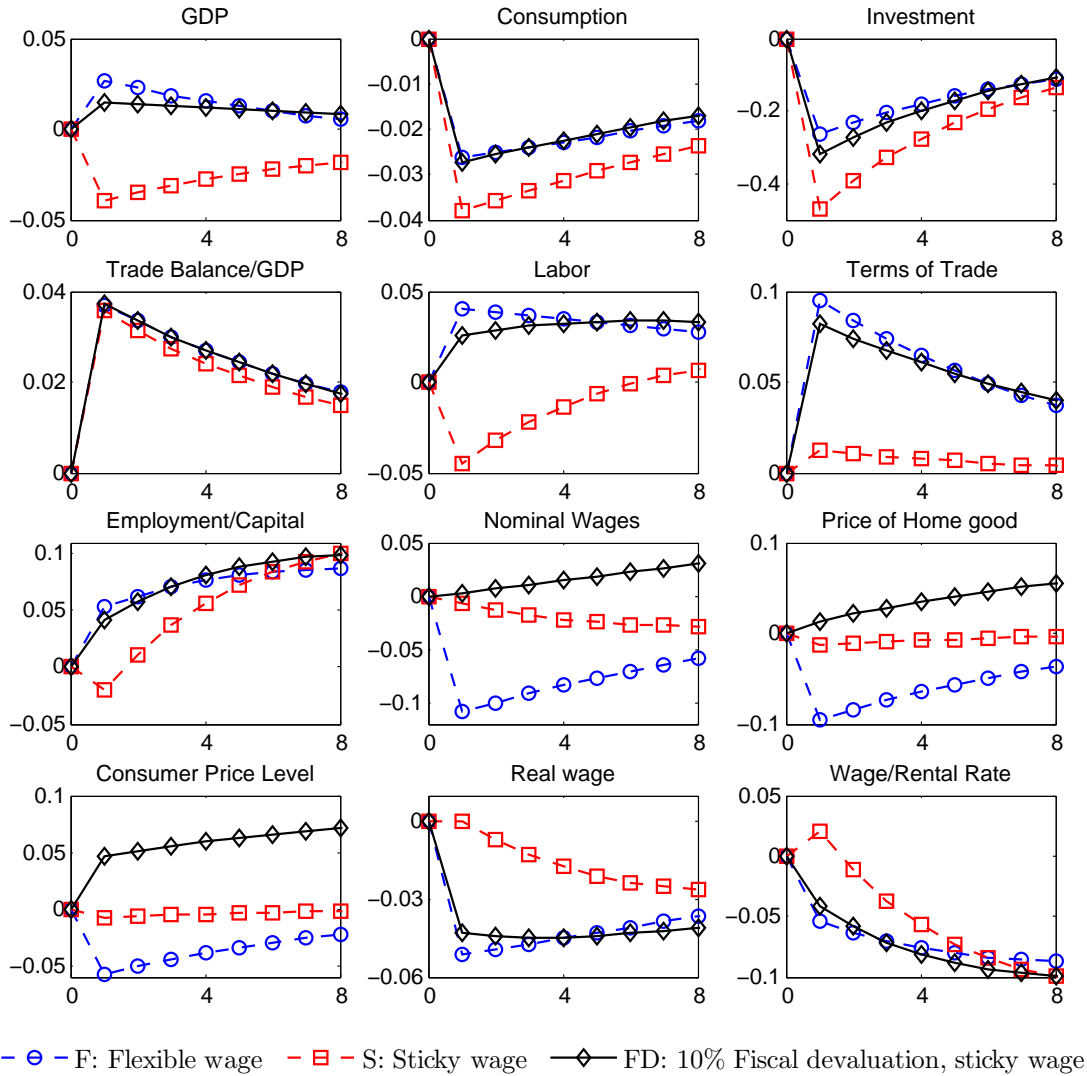 GDP Consumption Investment
0.05 0 0
−0.01 −0.2
0 −0.02
−0.03 −0.4
−0.05 −0.04
0 4 8 0 4 8 0 4 8
Trade Balance/GDP Labor Terms of Trade
0.04 0.05 0.1
0.02 0 0.05
0 −0.05 0
0 4 8 0 4 8 0 4 8
Employment/Capital Nominal Wages Price of Home good
0.1 0.05 0.1
0.05 0
0 −0.05 0
−0.05 −0.1 −0.1
0 4 8 0 4 8 0 4 8
Consumer Price Level Real wage Wage/Rental Rate
0.1 0 0.05
0.05 −0.03 0
0 −0.05
−0.05 −0.06 −0.1
0 4 8 0 4 8 0 4 8
F: Flexible wage S: Sticky wage FD: 10% Fiscal devaluation, sticky wage